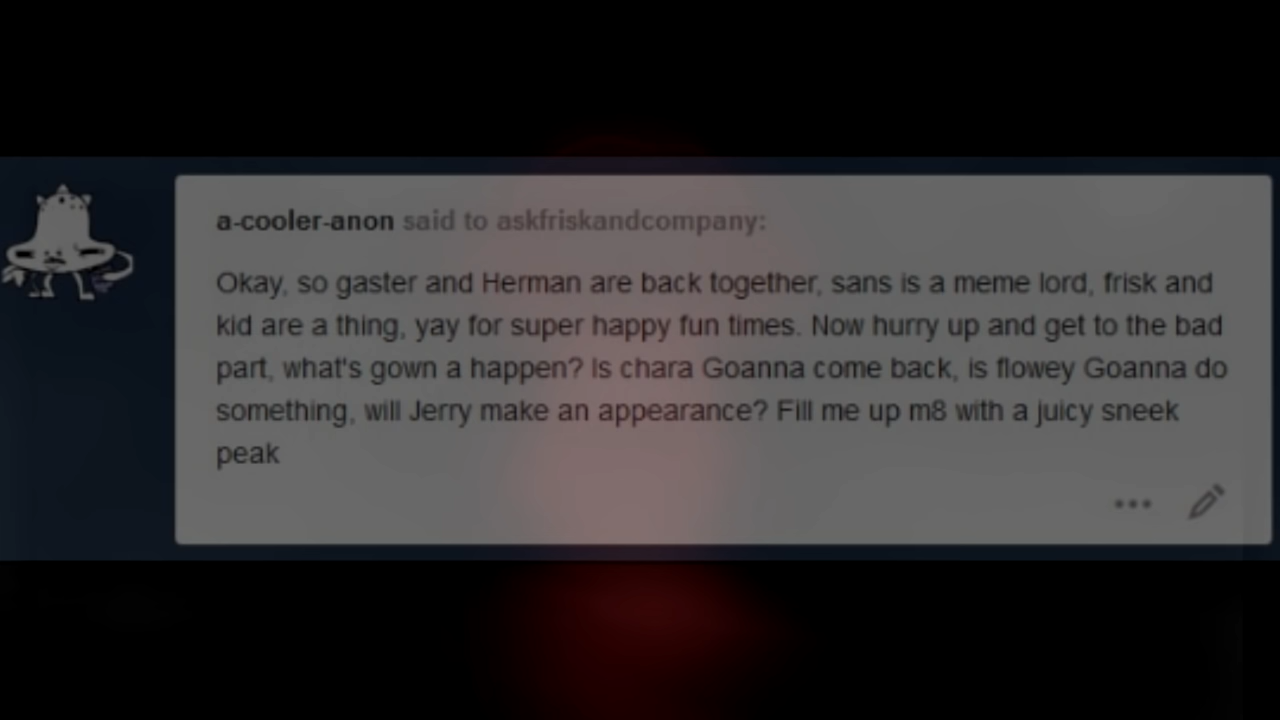 a-cooler-anon said to askfriskandcompany:
Okay, so gaster and Herman are back together, sans is a meme lord, frisk and
kid are a thing, yay for super happy fun times. Now hurry up and get to the bad
part, what's gown a happen? Is chara Goanna come back, is flowey Goanna do
something, will Jerry make an appearance? Fill me up m8 with a juicy sneek
peak